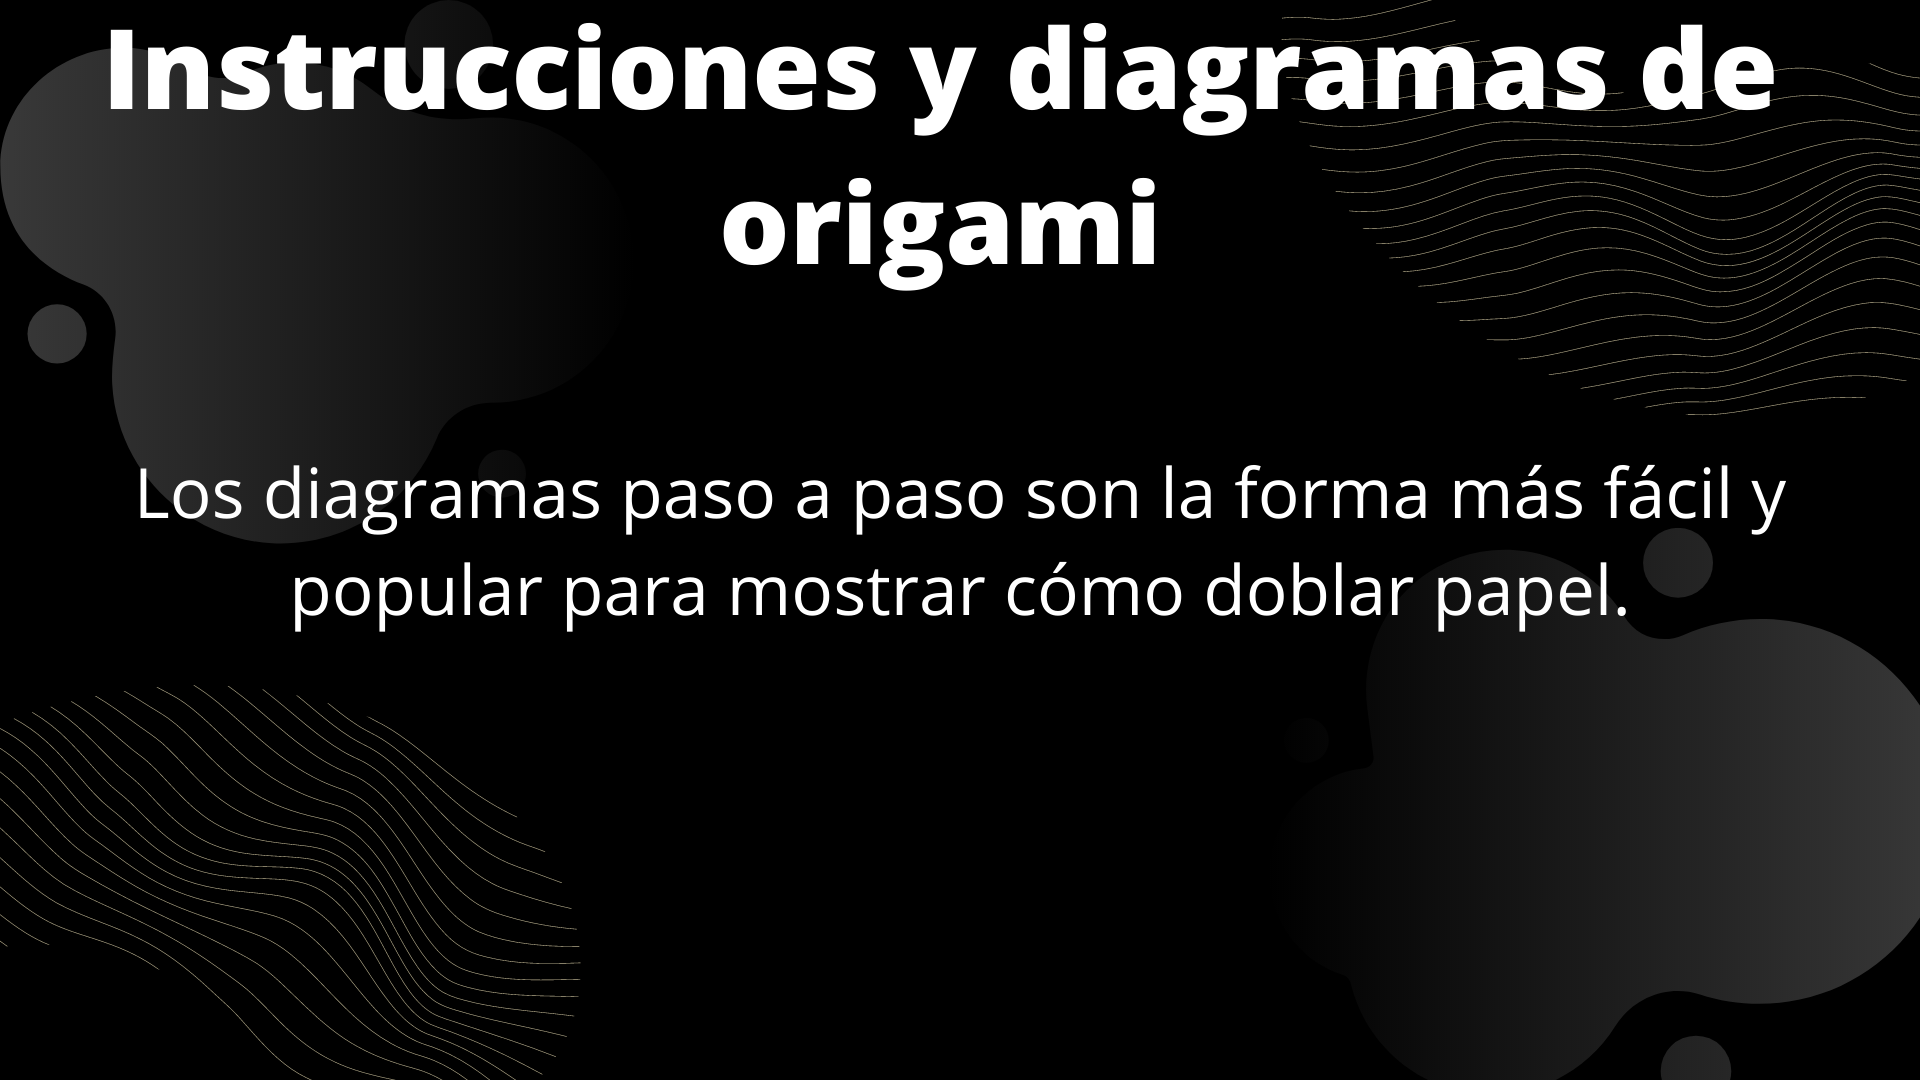 Instrucciones y diagramas de
origami
Los diagramas paso a paso son la forma más fácil y
popular para mostrar cómo doblar papel.